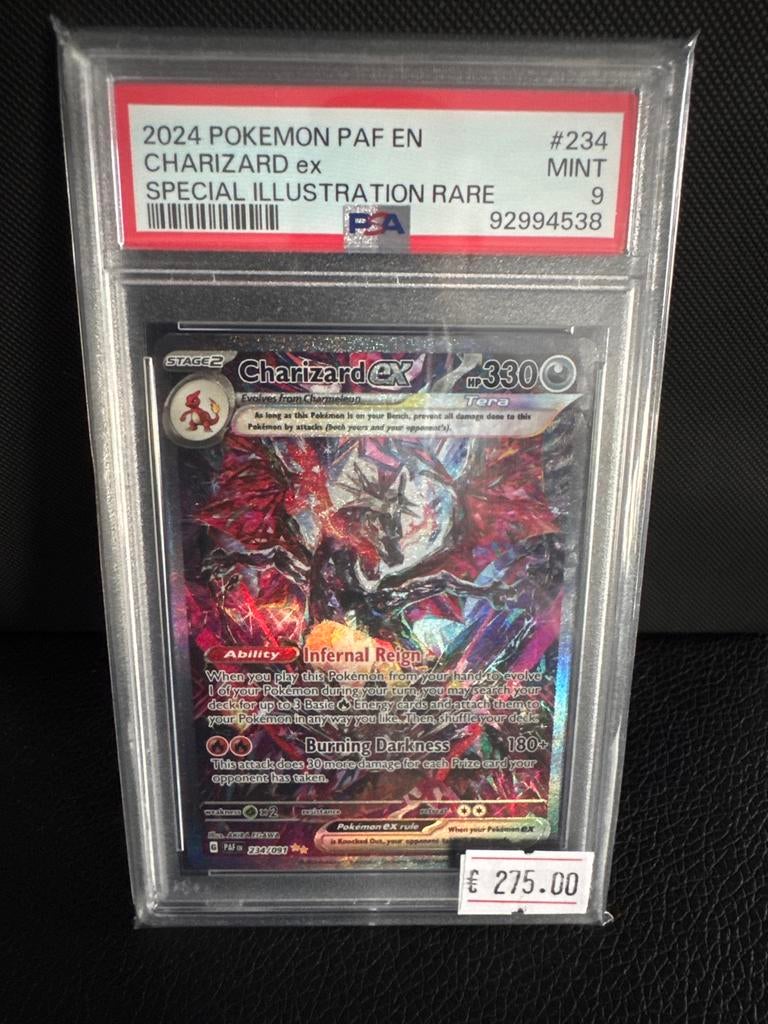 2024 POKEMON PAF EN #234
CHARIZARD ex MINT
SPECIAL ILLUSTRATION RARE 9
PSA 92994538
STAGE2 Charizard ex HP330
Evolves from Charmeleon Tera
As long as this Pokémon is on your Bench, prevent all damage done to this
Pokémon by attacks (both yours and your opponent's).
Ability Infernal Reign
When you play this Pokémon from your hand to evolve
1 of your Pokémon during your turn, you may search your
deck for up to 3 Basic Energy cards and attach them to
your Pokémon in any way you like. Then, shuffle your deck.
Burning Darkness 180+
This attack does 30 more damage for each Prize card your
opponent has taken.
weakness ×2 resistance retreat
Pokémon ex rule When your Pokémon ex
Illus. AKIRA EGAWA
is Knocked Out, your opponent
G PAF EN 234/091
£ 275.00